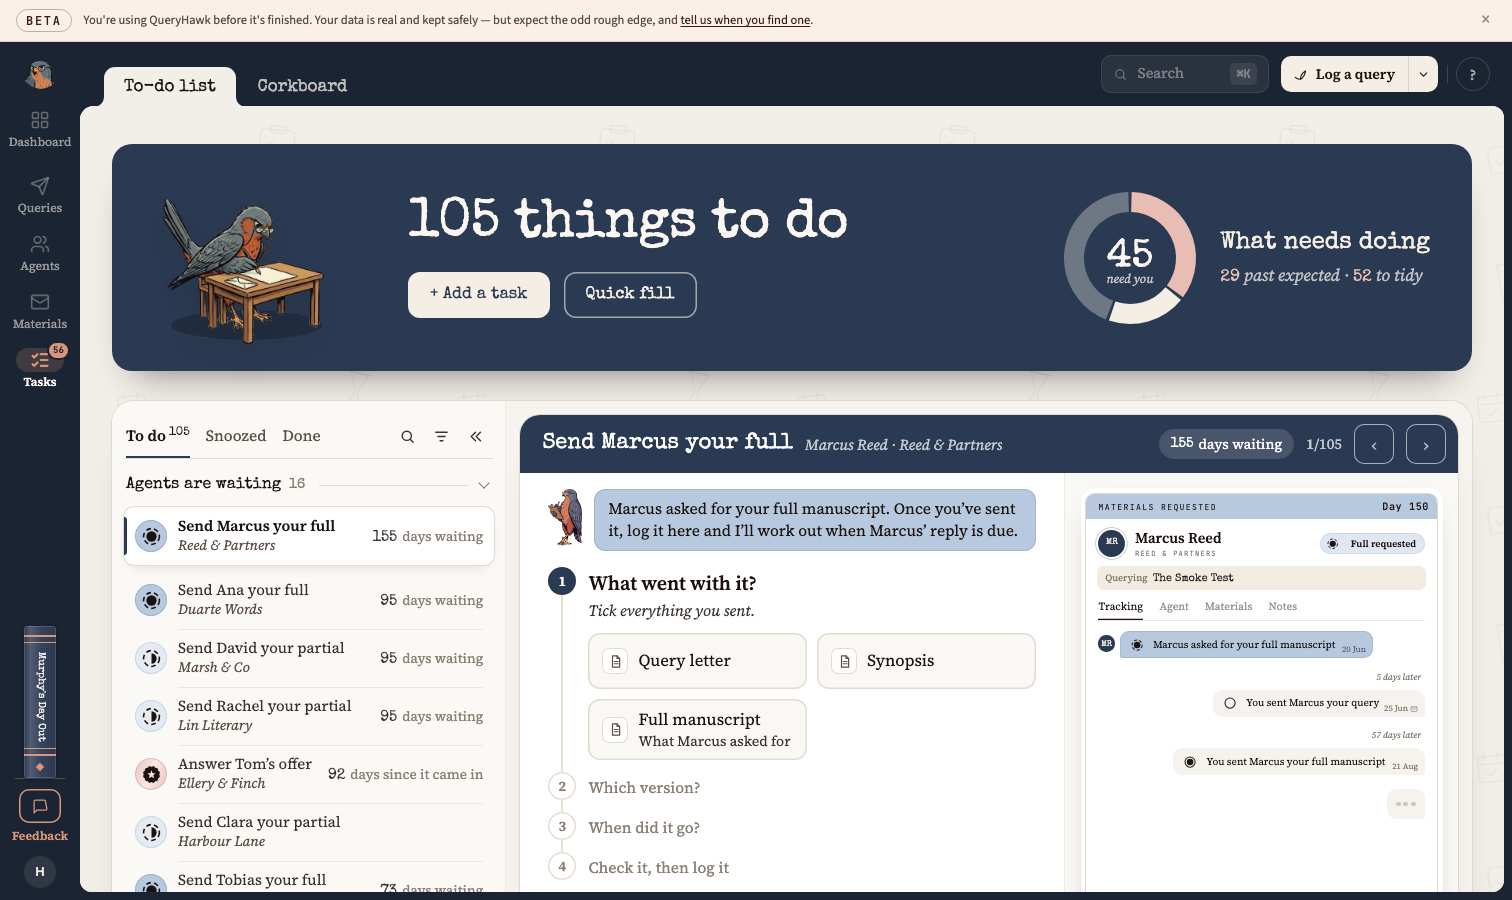 BETA You're using QueryHawk before it's finished. Your data is real and kept safely — but expect the odd rough edge, and tell us when you find one. ×
To-do list Corkboard
Search ⌘K
Log a query
?
Dashboard
Queries
Agents
Materials
56
Tasks
Murphy's Day Out
Feedback
H
105 things to do
+ Add a task
Quick fill
45
need you
What needs doing
29 past expected · 52 to tidy
To do 105 Snoozed Done
Agents are waiting 16
Send Marcus your full
Reed & Partners
155 days waiting
Send Ana your full
Duarte Words
95 days waiting
Send David your partial
Marsh & Co
95 days waiting
Send Rachel your partial
Lin Literary
95 days waiting
Answer Tom's offer
Ellery & Finch
92 days since it came in
Send Clara your partial
Harbour Lane
Send Tobias your full
73 days waiting
Send Marcus your full Marcus Reed · Reed & Partners
155 days waiting 1/105 ‹ ›
Marcus asked for your full manuscript. Once you've sent
it, log it here and I'll work out when Marcus' reply is due.
1 What went with it?
Tick everything you sent.
Query letter
Synopsis
Full manuscript
What Marcus asked for
2 Which version?
3 When did it go?
4 Check it, then log it
MATERIALS REQUESTED Day 150
MR
Marcus Reed
REED & PARTNERS
Full requested
Querying The Smoke Test
Tracking Agent Materials Notes
MR Marcus asked for your full manuscript 20 Jun
5 days later
You sent Marcus your query 25 Jun
57 days later
You sent Marcus your full manuscript 21 Aug